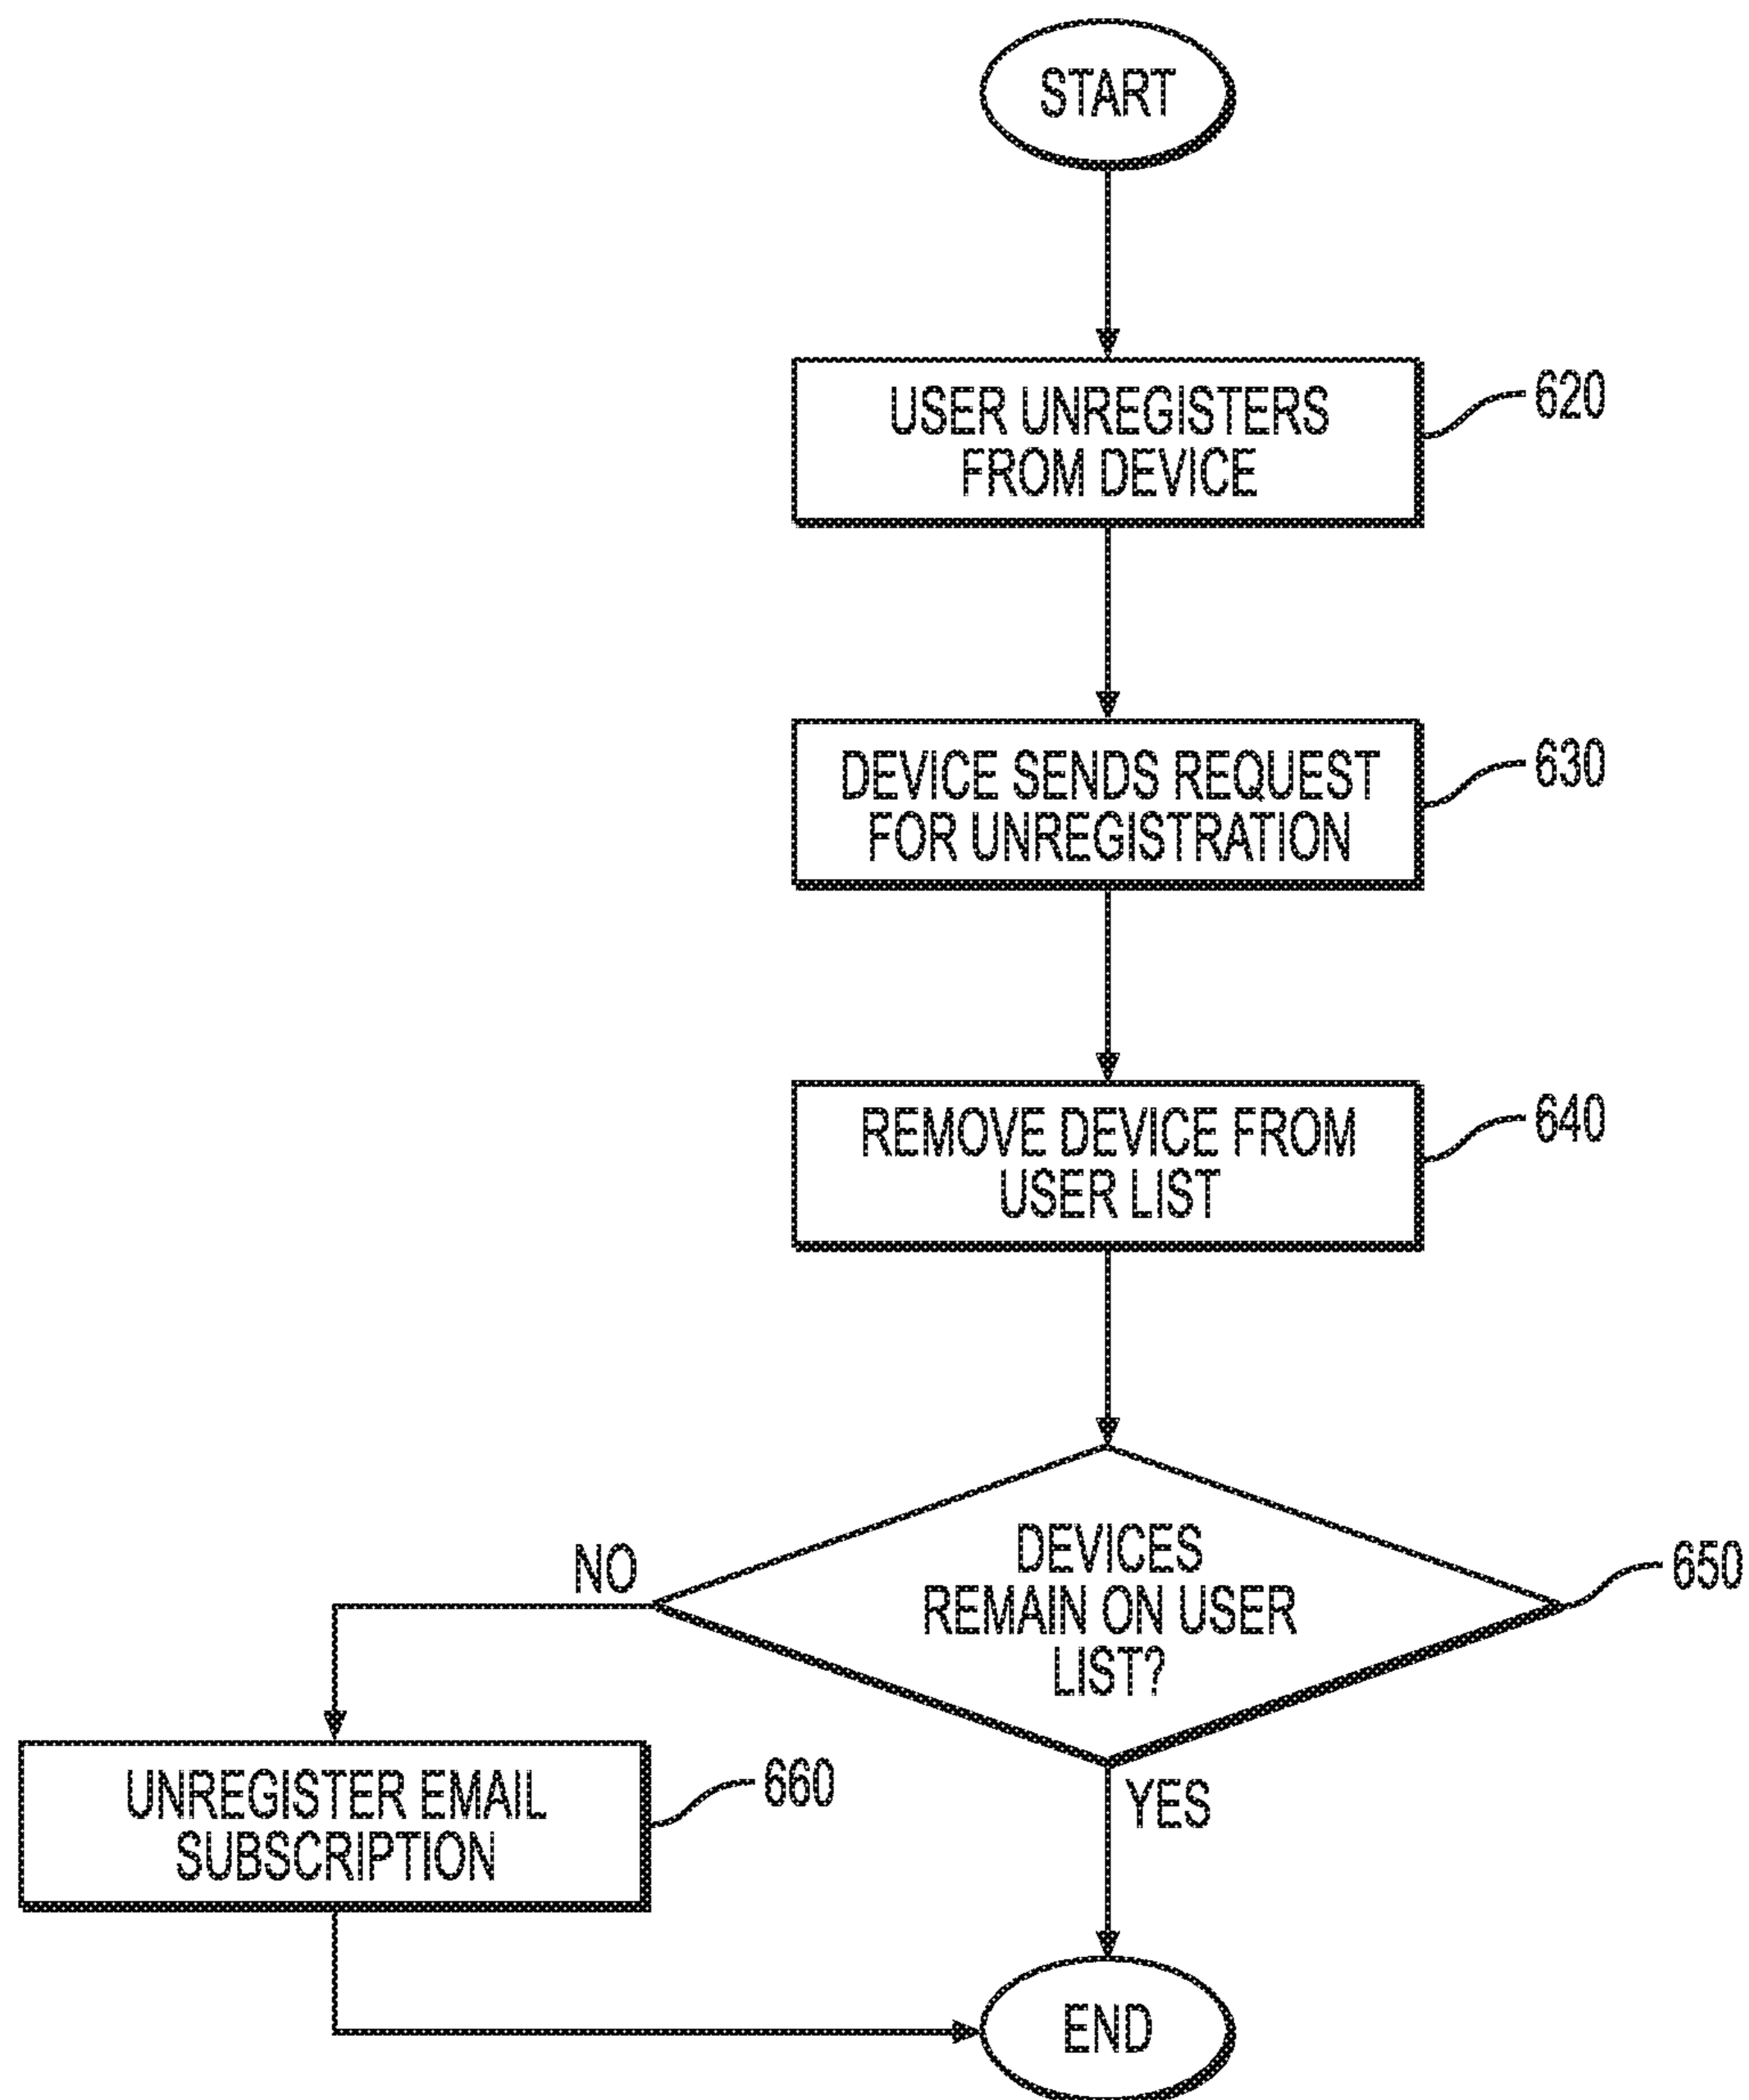 START
USER UNREGISTERS
FROM DEVICE
620
DEVICE SENDS REQUEST
FOR UNREGISTRATION
630
REMOVE DEVICE FROM
USER LIST
640
DEVICES
REMAIN ON USER
LIST?
650
NO
YES
UNREGISTER EMAIL
SUBSCRIPTION
660
END